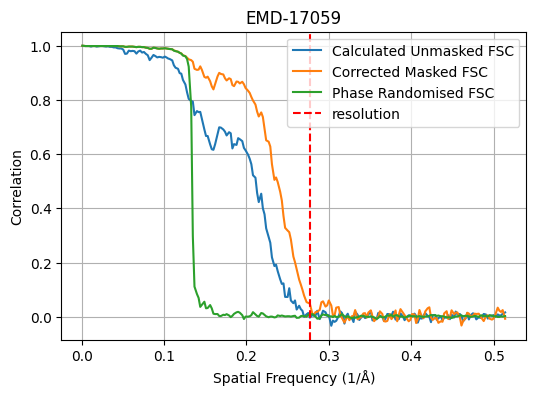 EMD-17059
Calculated Unmasked FSC
Corrected Masked FSC
Phase Randomised FSC
resolution
Correlation
1.0
0.8
0.6
0.4
0.2
0.0
0.0 0.1 0.2 0.3 0.4 0.5
Spatial Frequency (1/Å)